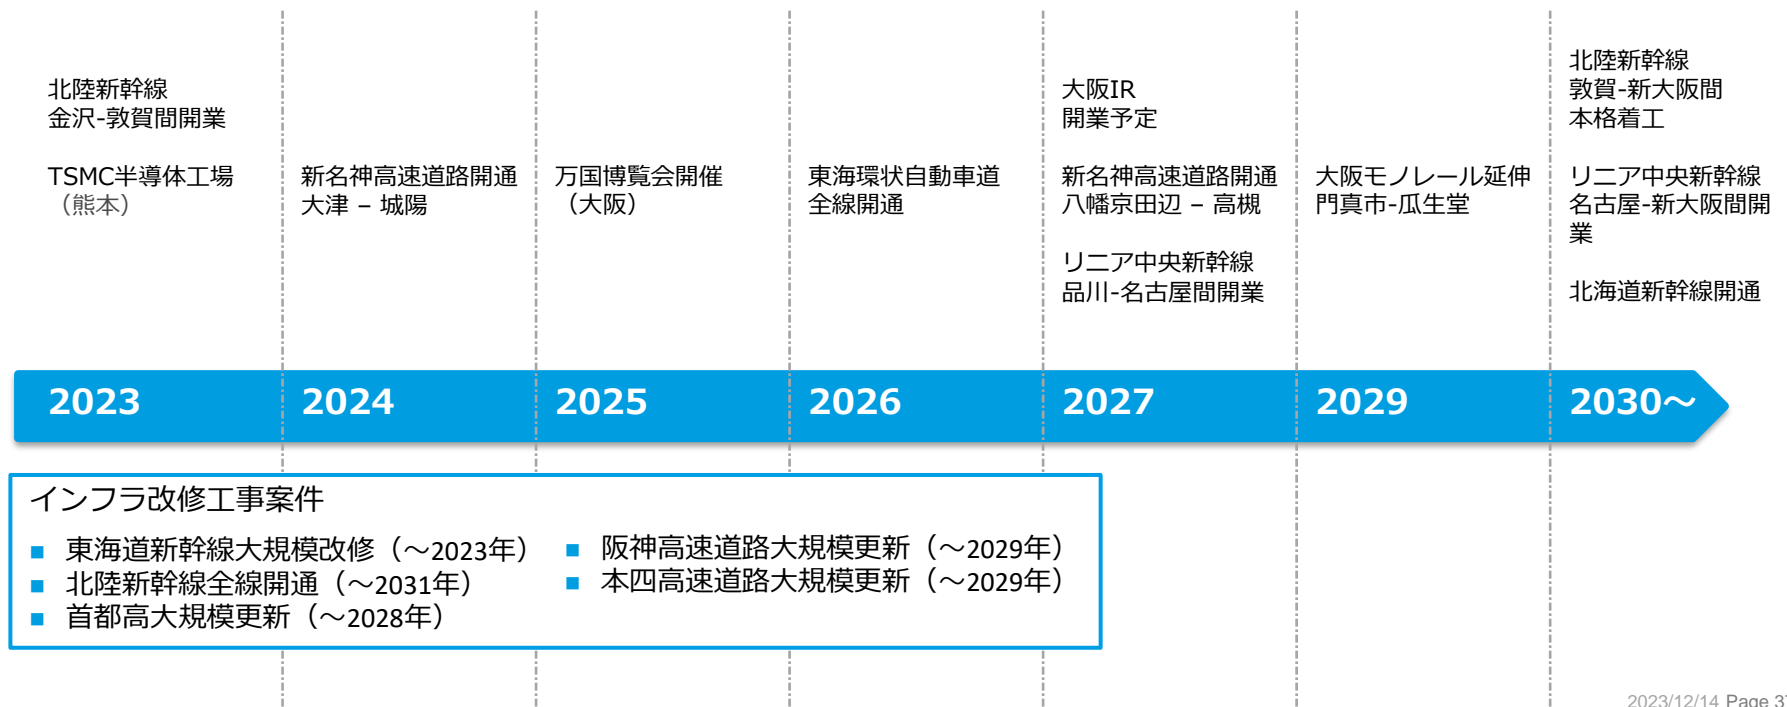 北陸新幹線
金沢-敦賀間開業
TSMC半導体工場
（熊本）
新名神高速道路開通
大津 – 城陽
万国博覧会開催
（大阪）
東海環状自動車道
全線開通
大阪IR
開業予定
新名神高速道路開通
八幡京田辺 – 高槻
リニア中央新幹線
品川-名古屋間開業
大阪モノレール延伸
門真市-瓜生堂
北陸新幹線
敦賀-新大阪間
本格着工
リニア中央新幹線
名古屋-新大阪間開
業
北海道新幹線開通
2023
2024
2025
2026
2027
2029
2030～
インフラ改修工事案件
■ 東海道新幹線大規模改修（～2023年）
■ 北陸新幹線全線開通（～2031年）
■ 首都高大規模更新（～2028年）
■ 阪神高速道路大規模更新（～2029年）
■ 本四高速道路大規模更新（～2029年）
2023/12/14 Page